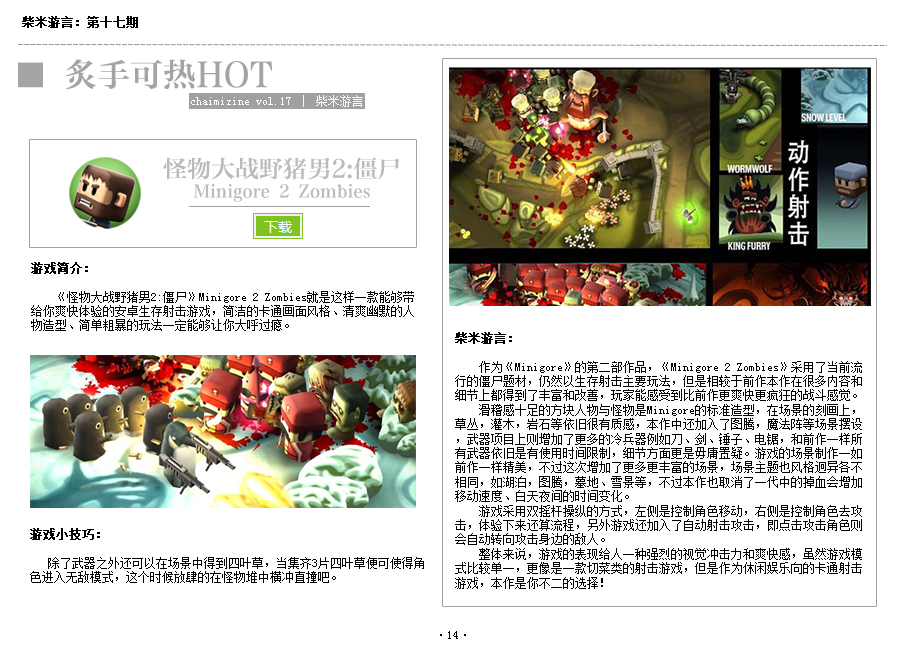 柴米游言：第十七期
炙手可热HOT
chaimizine vol.17 | 柴米游言
怪物大战野猪男2:僵尸
Minigore 2 Zombies
下载
游戏简介：
《怪物大战野猪男2:僵尸》Minigore 2 Zombies就是这样一款能够带
给你爽快体验的安卓生存射击游戏，简洁的卡通画面风格、清爽幽默的人
物造型、简单粗暴的玩法一定能够让你大呼过瘾。
游戏小技巧：
除了武器之外还可以在场景中得到四叶草，当集齐3片四叶草便可使得角
色进入无敌模式，这个时候放肆的在怪物堆中横冲直撞吧。
WORMWOLF
SNOW LEVEL
KING FURRY
动作射击
柴米游言：
作为《Minigore》的第二部作品，《Minigore 2 Zombies》采用了当前流
行的僵尸题材，仍然以生存射击主要玩法，但是相较于前作本作在很多内容和
细节上都得到了丰富和改善，玩家能感受到比前作更爽快更疯狂的战斗感觉。
滑稽感十足的方块人物与怪物是Minigore的标准造型，在场景的刻画上，
草丛，灌木，岩石等依旧很有质感，本作中还加入了图腾，魔法阵等场景摆设
，武器项目上则增加了更多的冷兵器例如刀、剑、锤子、电锯，和前作一样所
有武器依旧是有使用时间限制，细节方面更是毋庸置疑。游戏的场景制作一如
前作一样精美，不过这次增加了更多更丰富的场景，场景主题也风格迥异各不
相同，如湖泊，图腾，墓地、雪景等，不过本作也取消了一代中的掉血会增加
移动速度、白天夜间的时间变化。
游戏采用双摇杆操纵的方式，左侧是控制角色移动，右侧是控制角色去攻
击，体验下来还算流程，另外游戏还加入了自动射击攻击，即点击攻击角色则
会自动转向攻击身边的敌人。
整体来说，游戏的表现给人一种强烈的视觉冲击力和爽快感，虽然游戏模
式比较单一，更像是一款切菜类的射击游戏，但是作为休闲娱乐向的卡通射击
游戏，本作是你不二的选择！
· 14 ·